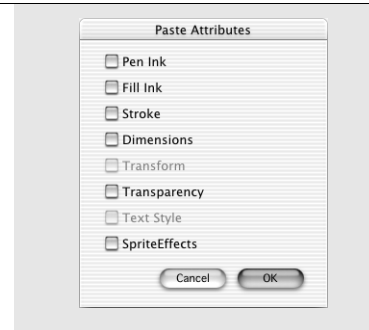 Paste Attributes
Pen Ink
Fill Ink
Stroke
Dimensions
Transform
Transparency
Text Style
SpriteEffects
Cancel OK